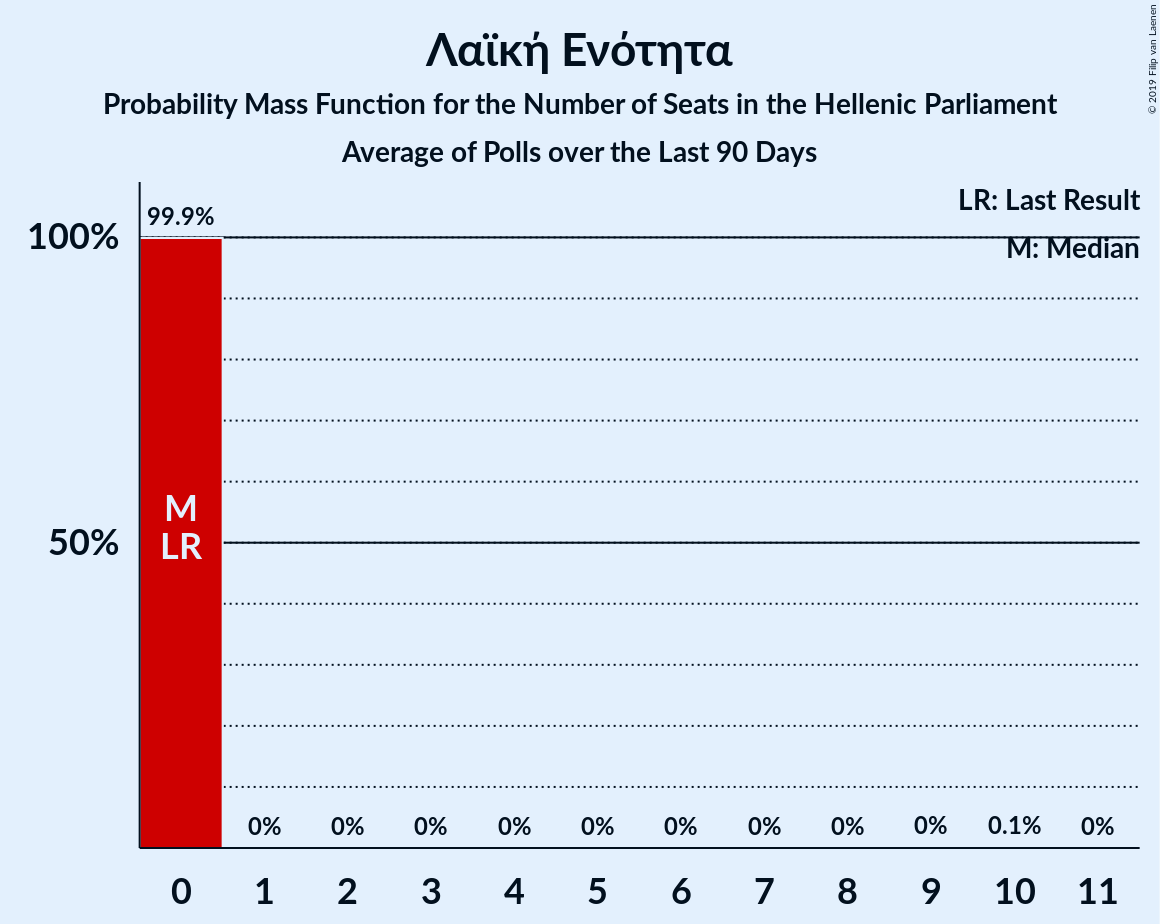 Λαϊκή Ενότητα
Probability Mass Function for the Number of Seats in the Hellenic Parliament
Average of Polls over the Last 90 Days
© 2019 Filip van Laenen
LR: Last Result
M: Median
99.9%
100%
50%
M
LR
0% 0% 0% 0% 0% 0% 0% 0% 0% 0.1% 0%
0 1 2 3 4 5 6 7 8 9 10 11